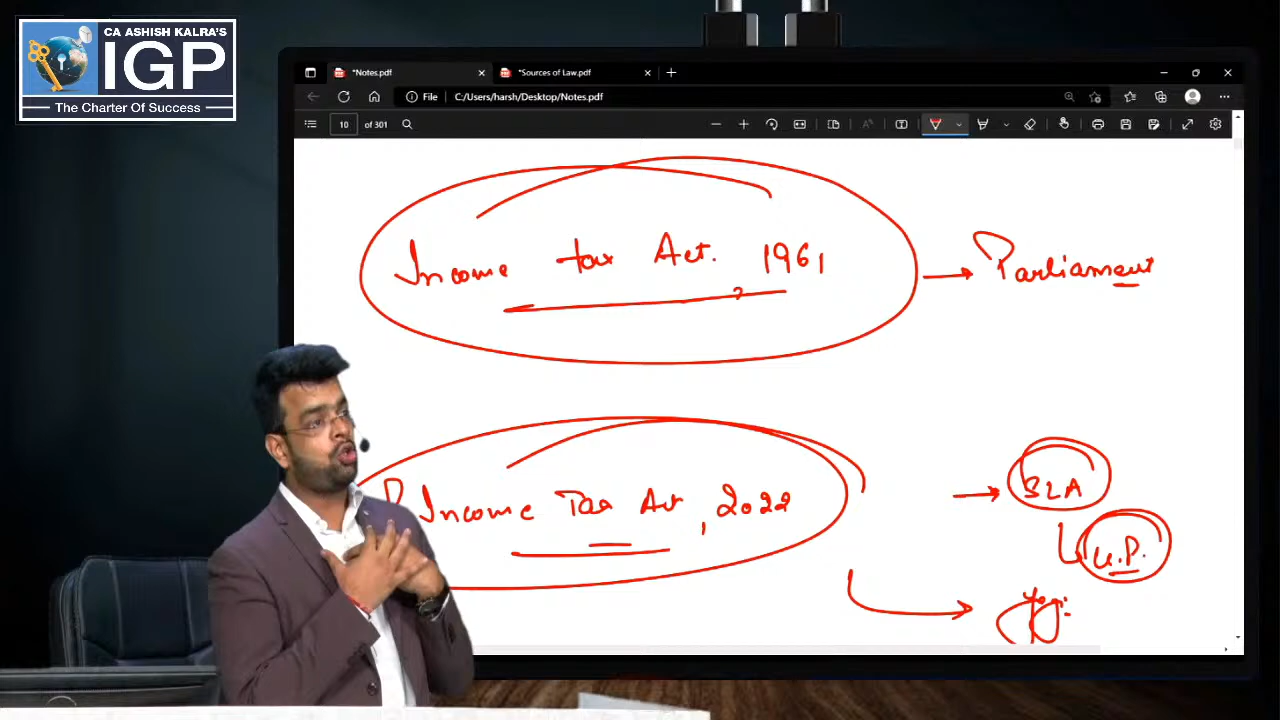 CA ASHISH KALRA'S
IGP
The Charter Of Success
*Notes.pdf
*Sources of Law.pdf
File
C:/Users/harsh/Desktop/Notes.pdf
10 of 301
Income tax Act. 1961 → Parliament
Income Tax Act, 2022 → SLA
U.P.
Yogi